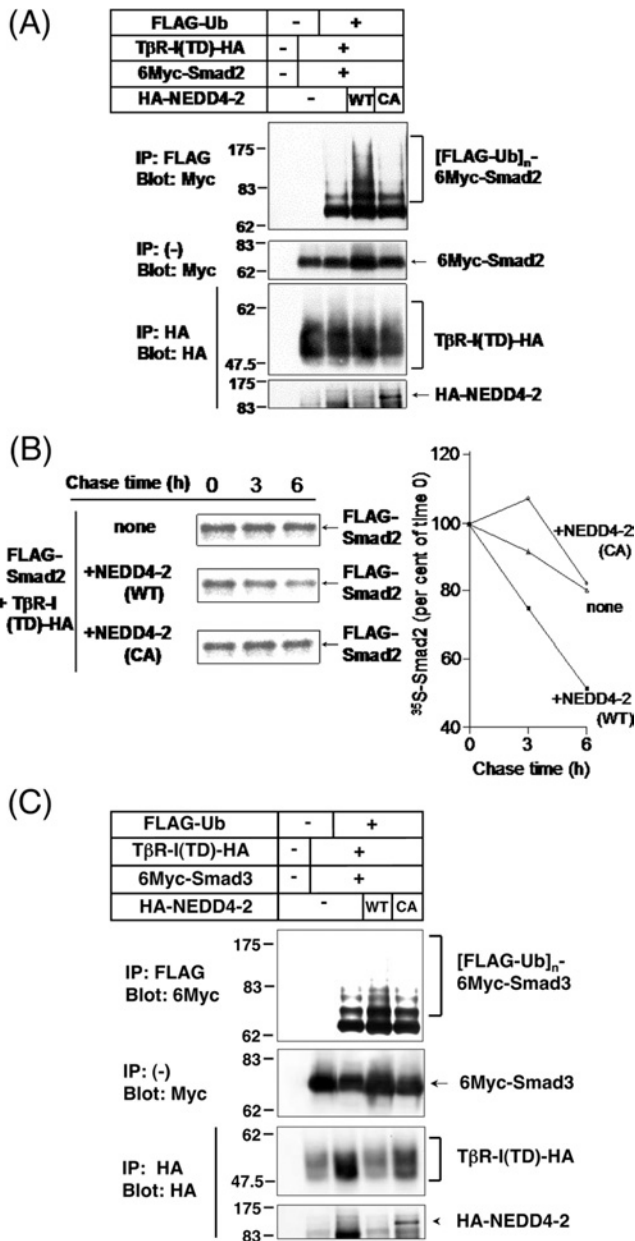 (A)
FLAG-Ub - +
TβR-I(TD)-HA - +
6Myc-Smad2 - +
HA-NEDD4-2 - WT CA
IP: FLAG
Blot: Myc
175
83
62
[FLAG-Ub]n-
6Myc-Smad2
IP: (-)
Blot: Myc
83
62
← 6Myc-Smad2
IP: HA
Blot: HA
62
47.5
TβR-I(TD)-HA
175
83
← HA-NEDD4-2
(B)
Chase time (h) 0 3 6
FLAG-
Smad2
+ TβR-I
(TD)-HA
none
← FLAG-
Smad2
+NEDD4-2
(WT)
← FLAG-
Smad2
+NEDD4-2
(CA)
← FLAG-
Smad2
35S-Smad2 (per cent of time 0)
120
100
80
60
40
0 3 6
Chase time (h)
+NEDD4-2
(CA)
none
+NEDD4-2
(WT)
(C)
FLAG-Ub - +
TβR-I(TD)-HA - +
6Myc-Smad3 - +
HA-NEDD4-2 - WT CA
IP: FLAG
Blot: 6Myc
175
83
62
[FLAG-Ub]n-
6Myc-Smad3
IP: (-)
Blot: Myc
83
62
← 6Myc-Smad3
IP: HA
Blot: HA
62
47.5
TβR-I(TD)-HA
175
83
HA-NEDD4-2